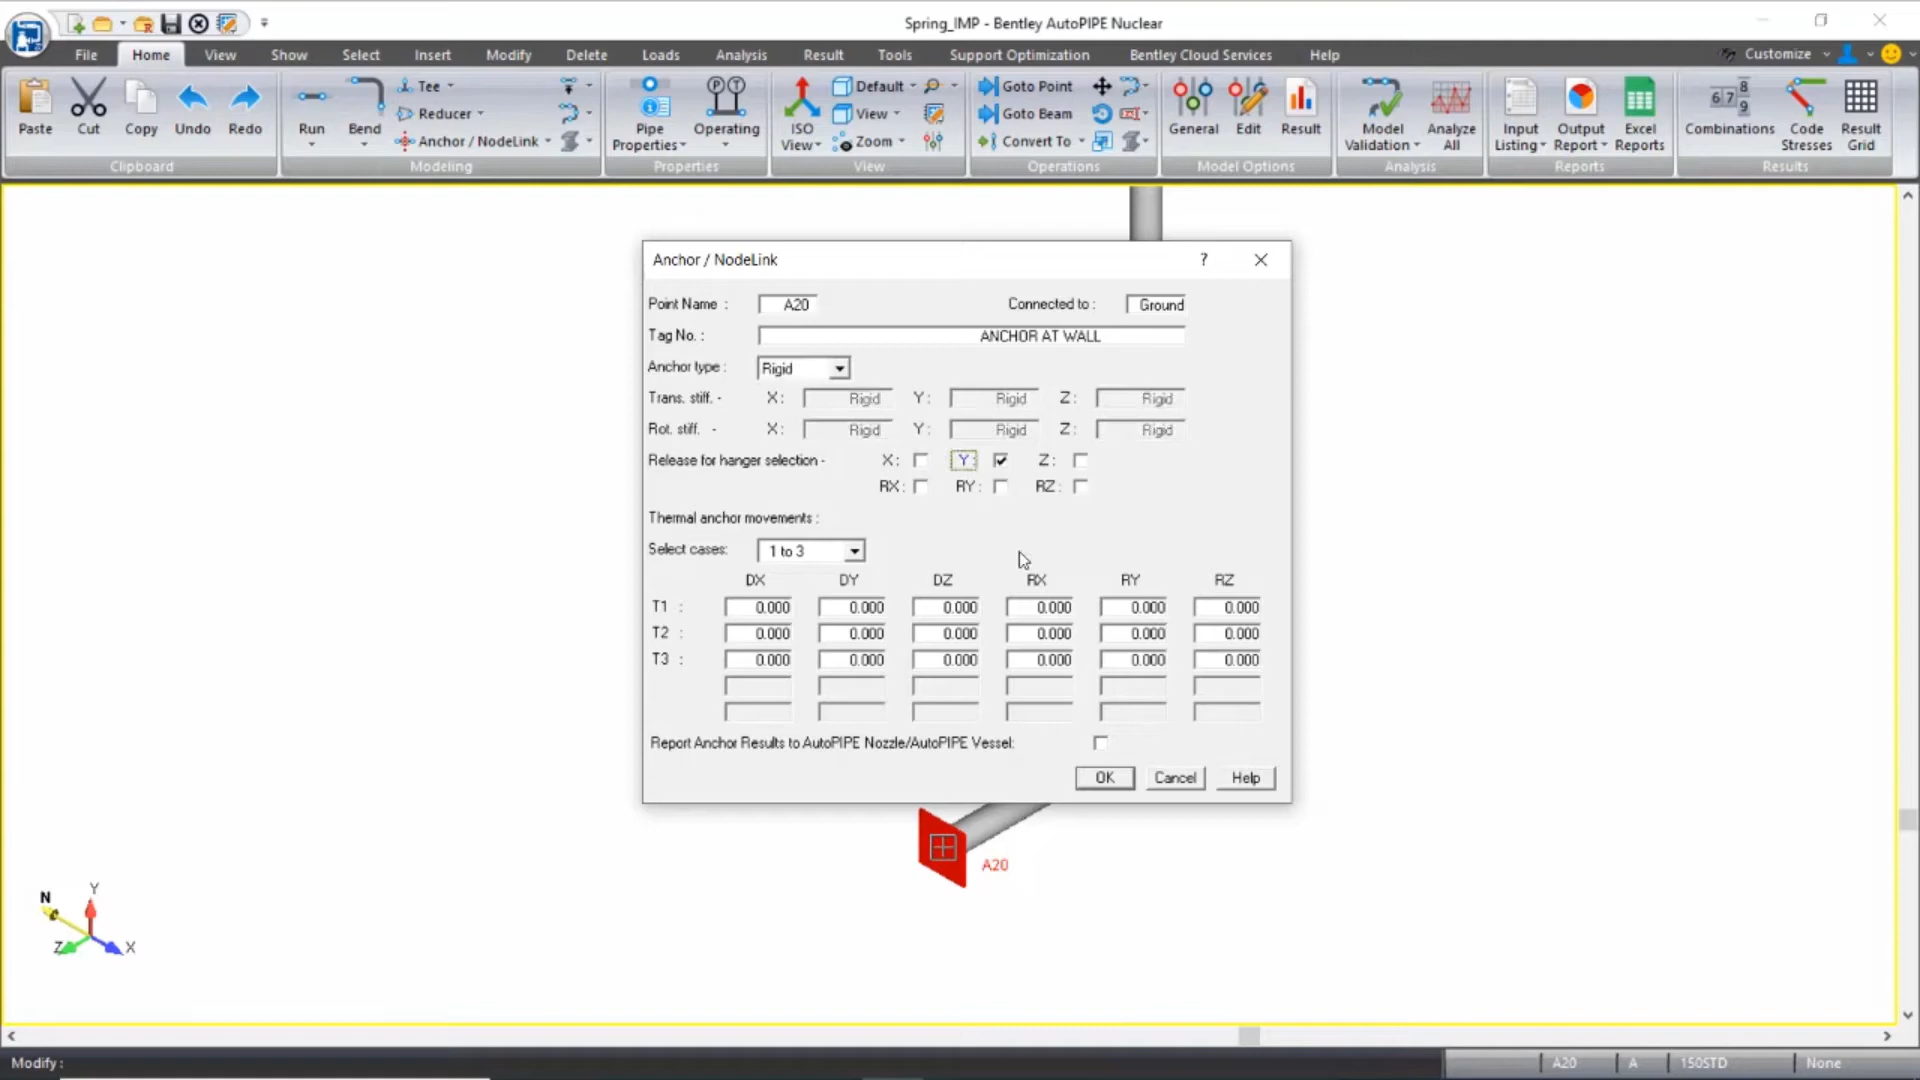 Spring_IMP - Bentley AutoPIPE Nuclear
File Home View Show Select Insert Modify Delete Loads Analysis Result Tools Support Optimization Bentley Cloud Services Help Customize
Paste Cut Copy Undo Redo
Clipboard
Run Bend Tee Reducer Anchor / NodeLink
Modeling
Pipe Properties Operating
Properties
ISO View Default View Zoom
View
Goto Point Goto Beam Convert To
Operations
General Edit Result
Model Options
Model Validation Analyze All
Analysis
Input Listing Output Report Excel Reports
Reports
678 9
Combinations Code Stresses Result Grid
Results
Anchor / NodeLink ?
Point Name : A20 Connected to : Ground
Tag No. : ANCHOR AT WALL
Anchor type : Rigid
Trans. stiff. - X : Rigid Y : Rigid Z : Rigid
Rot. stiff. - X : Rigid Y : Rigid Z : Rigid
Release for hanger selection - X : Y : Z :
RX : RY : RZ :
Thermal anchor movements :
Select cases: 1 to 3
DX DY DZ RX RY RZ
T1 : 0.000 0.000 0.000 0.000 0.000 0.000
T2 : 0.000 0.000 0.000 0.000 0.000 0.000
T3 : 0.000 0.000 0.000 0.000 0.000 0.000
Report Anchor Results to AutoPIPE Nozzle/AutoPIPE Vessel:
OK Cancel Help
A20
N Y Z X
Modify : A20 A 150STD None